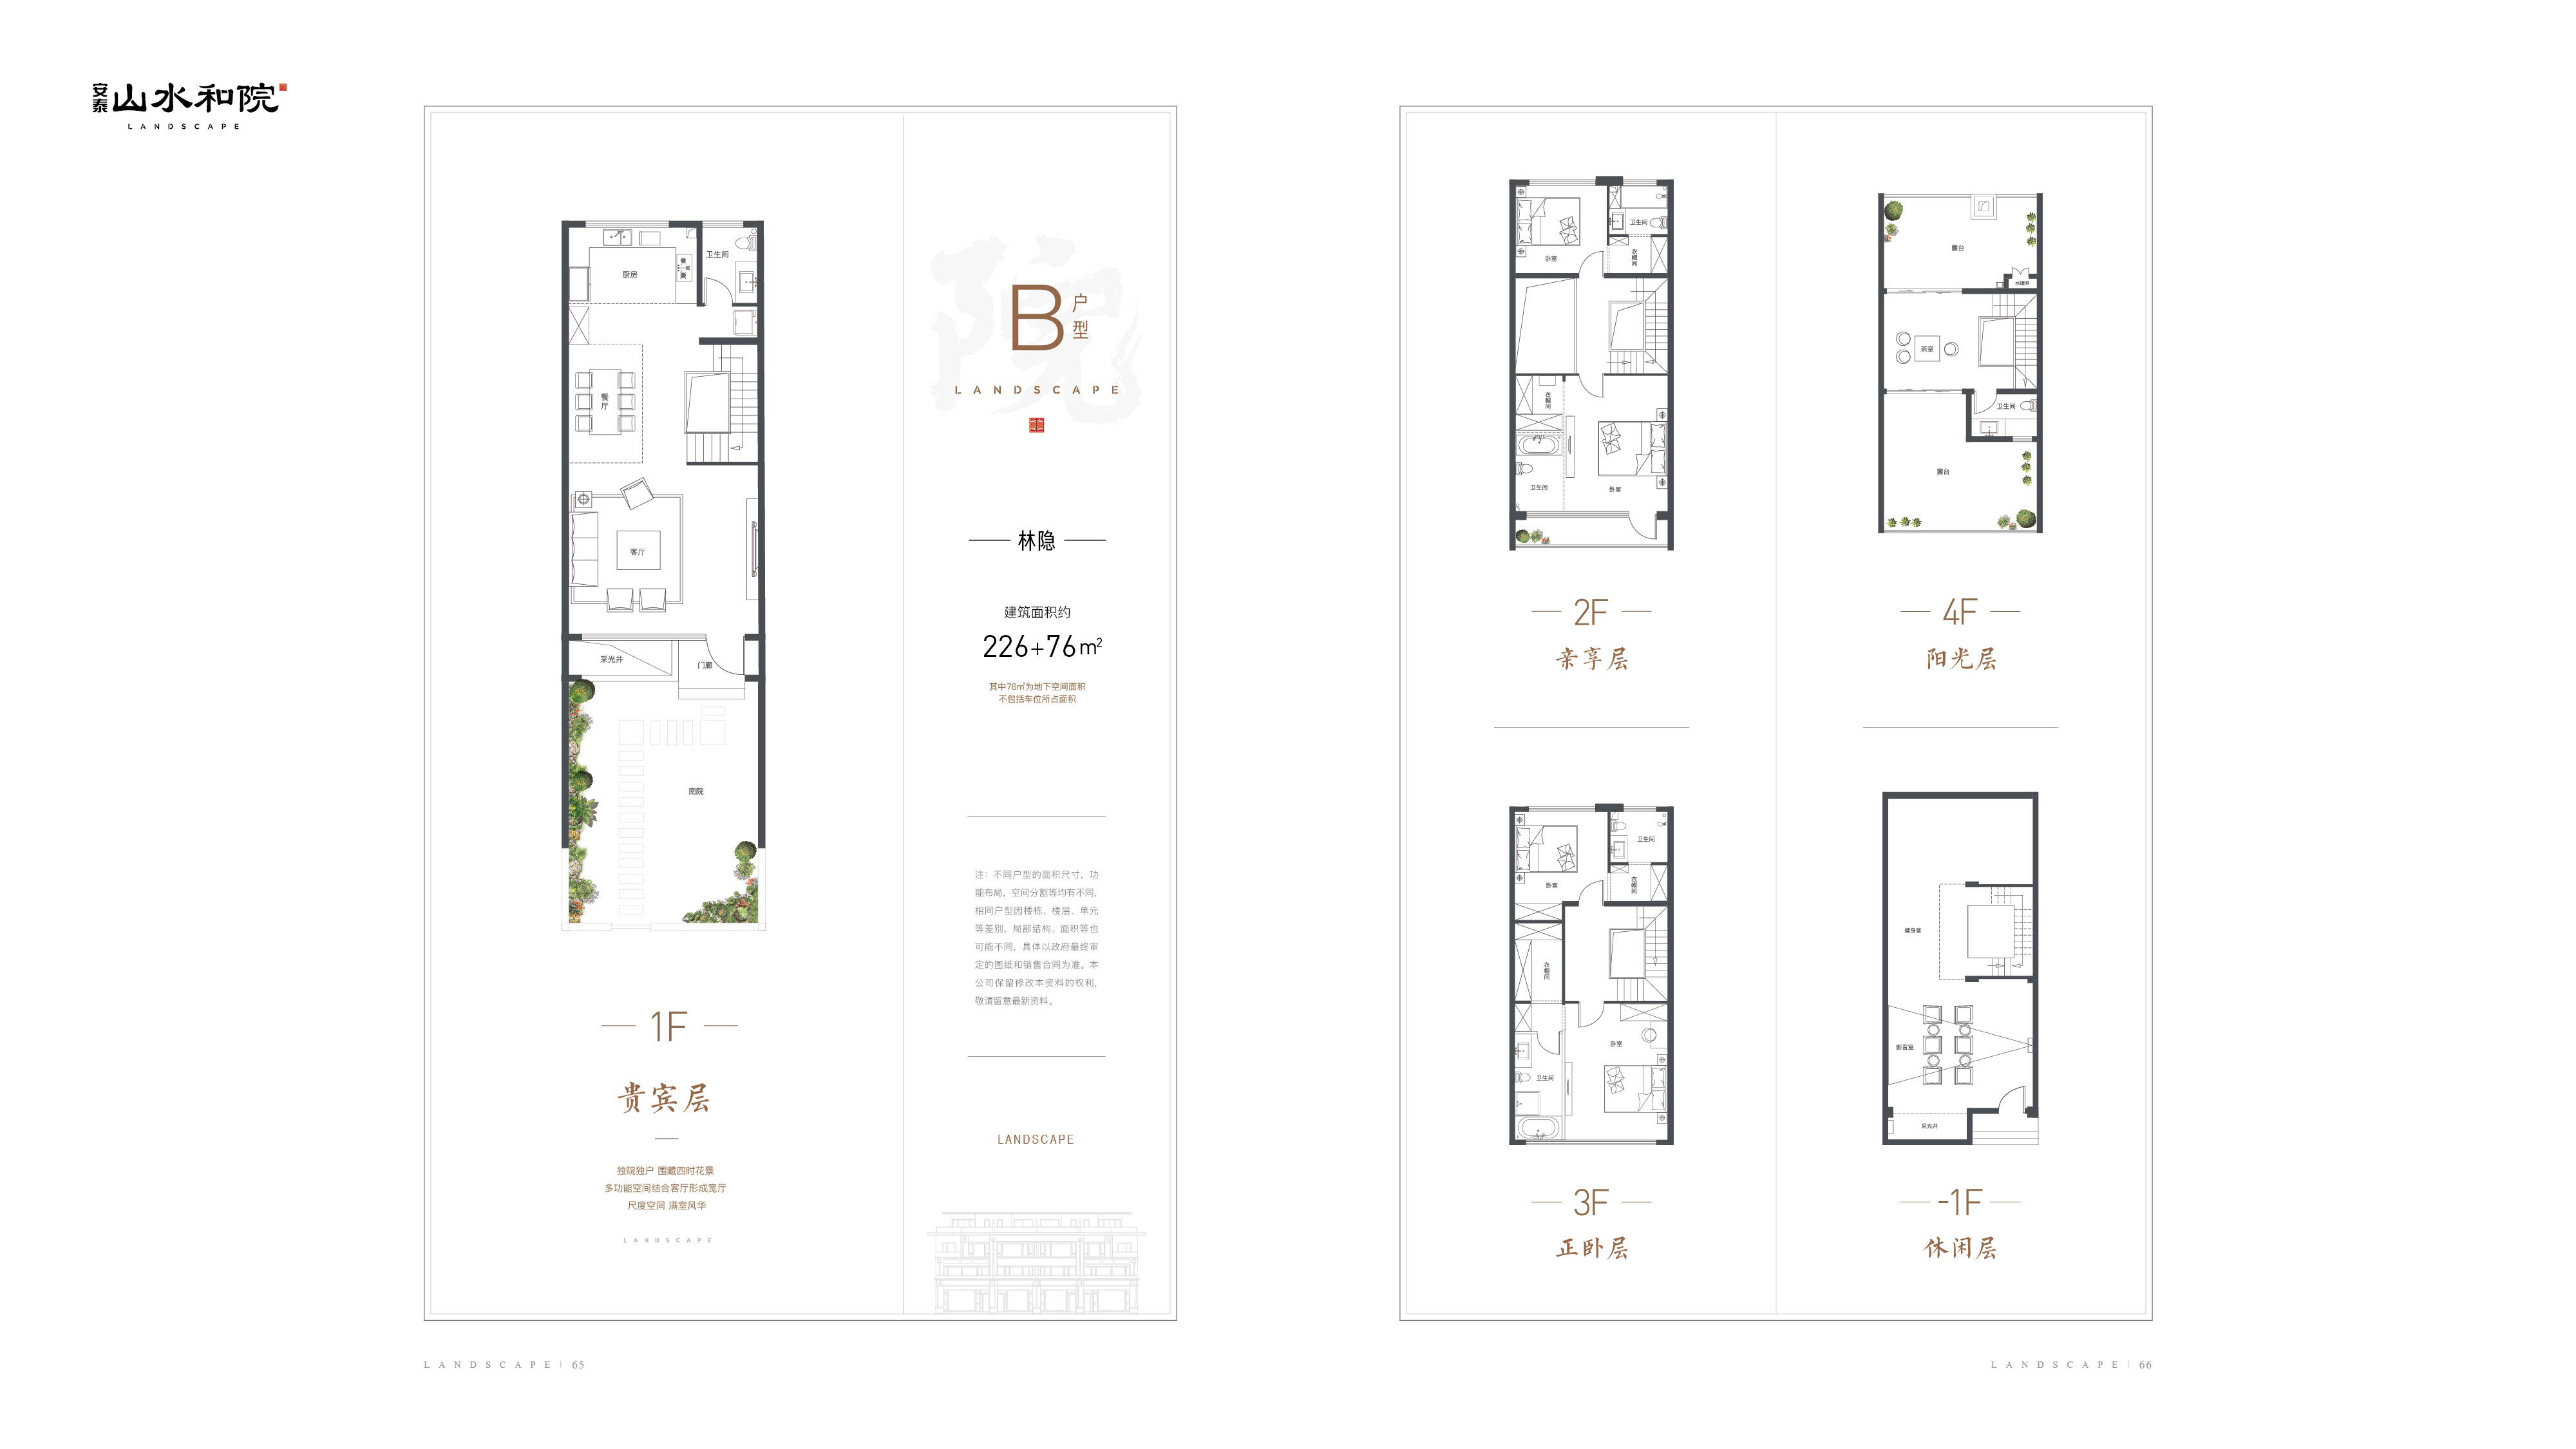 安泰
山水和院
LANDSCAPE
厨房
卫生间
餐厅
客厅
采光井
门廊
南院
1F
贵宾层
独院独户 围藏四时花景
多功能空间结合客厅形成宽厅
尺度空间 满室风华
LANDSCAPE
院
B户型
LANDSCAPE
林隐
建筑面积约
226+76m²
其中76㎡为地下空间面积
不包括车位所占面积
注：不同户型的面积尺寸，功
能布局，空间分割等均有不同，
相同户型因楼栋、楼层、单元
等差别，局部结构、面积等也
可能不同，具体以政府最终审
定的图纸和销售合同为准。本
公司保留修改本资料的权利，
敬请留意最新资料。
LANDSCAPE
LANDSCAPE | 65
卧室
卫生间
衣帽间
衣帽间
卫生间
卧室
2F
亲享层
露台
水暖井
茶室
卫生间
露台
4F
阳光层
卫生间
卧室
衣帽间
衣帽间
卧室
卫生间
3F
正卧层
健身室
影音室
采光井
-1F
休闲层
LANDSCAPE | 66